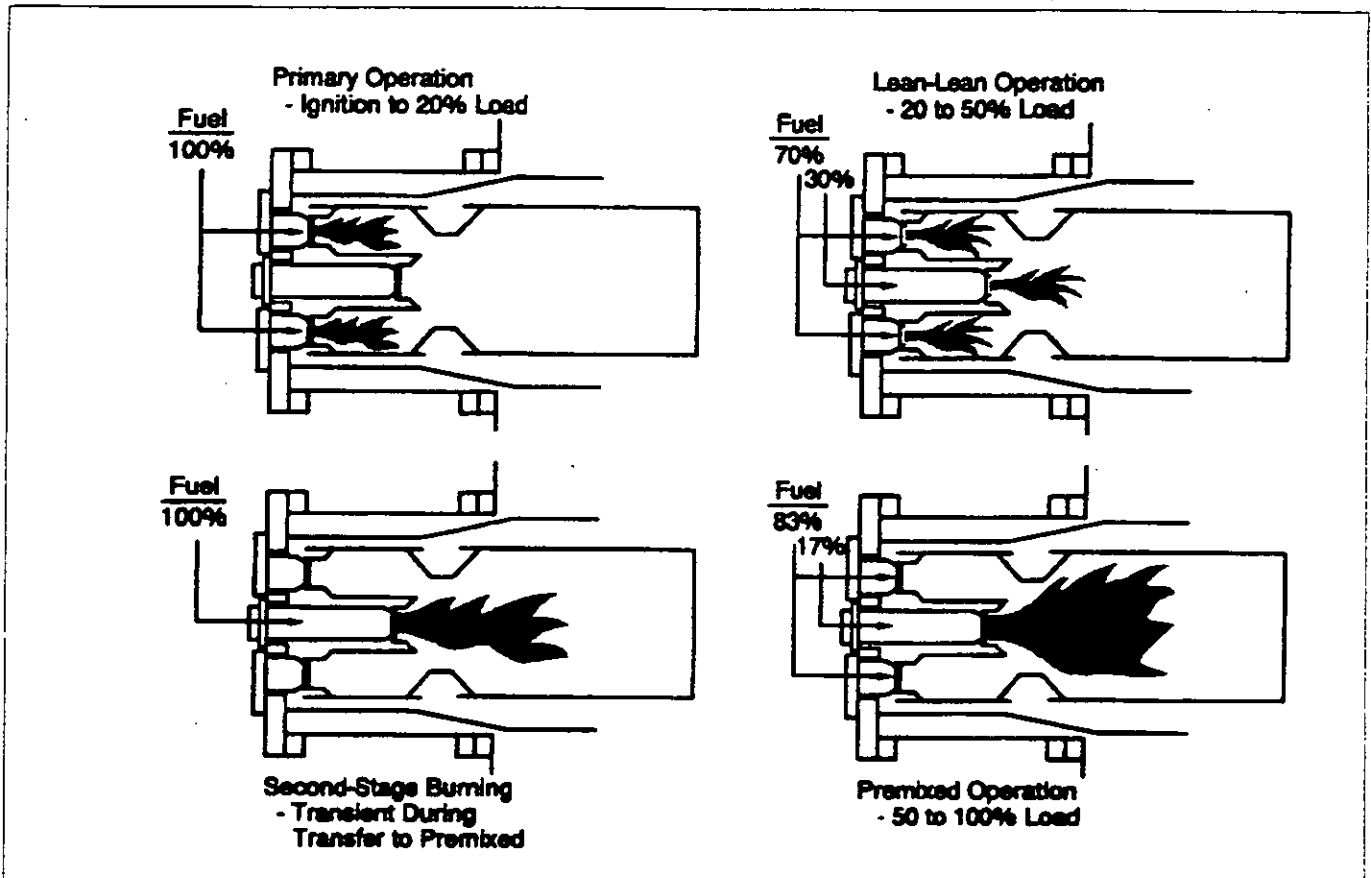 Primary Operation
- Ignition to 20% Load
Fuel
100%
Lean-Lean Operation
- 20 to 50% Load
Fuel
70%
30%
Fuel
100%
Second-Stage Burning
- Transient During
Transfer to Premixed
Fuel
83%
17%
Premixed Operation
- 50 to 100% Load